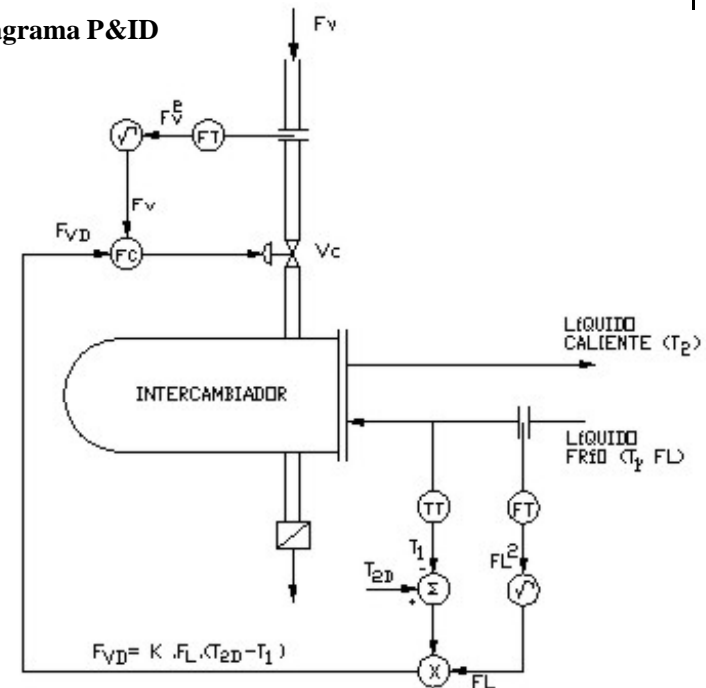 agrama P&ID
Fv
Fv²
FT
√
Fv
FVD
FC
Vc
LÍQUIDO
CALIENTE (T2)
INTERCAMBIADOR
LÍQUIDO
FRÍO (T1, FL)
TT
FT
T1
-
FL²
T2D
+
Σ
√
FVD= K .FL.(T2D-T1)
X
FL